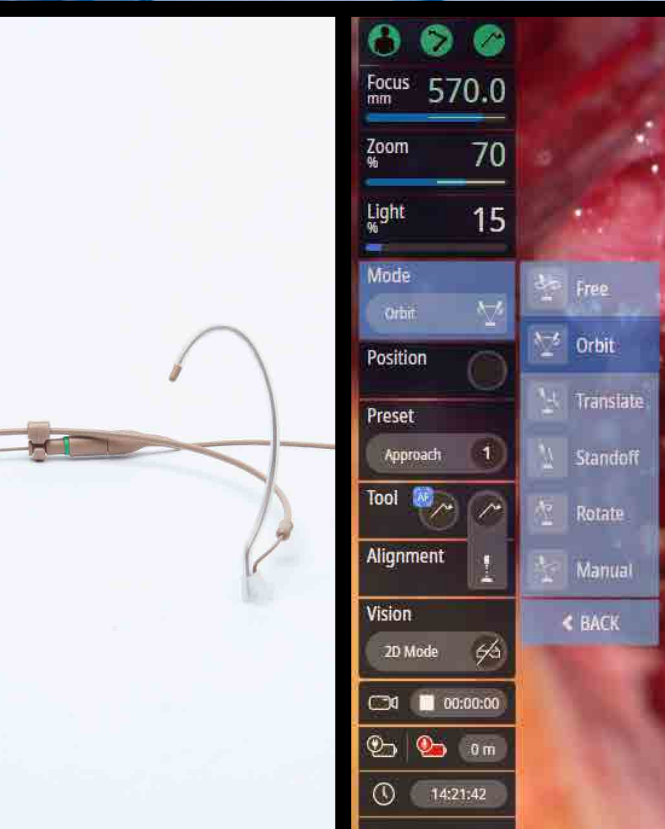 Focus
mm
570.0
Zoom
%
70
Light
%
15
Mode
Orbit
Position
Preset
Approach
1
Tool
AF
Alignment
Vision
2D Mode
00:00:00
0 m
14:21:42
Free
Orbit
Translate
Standoff
Rotate
Manual
BACK